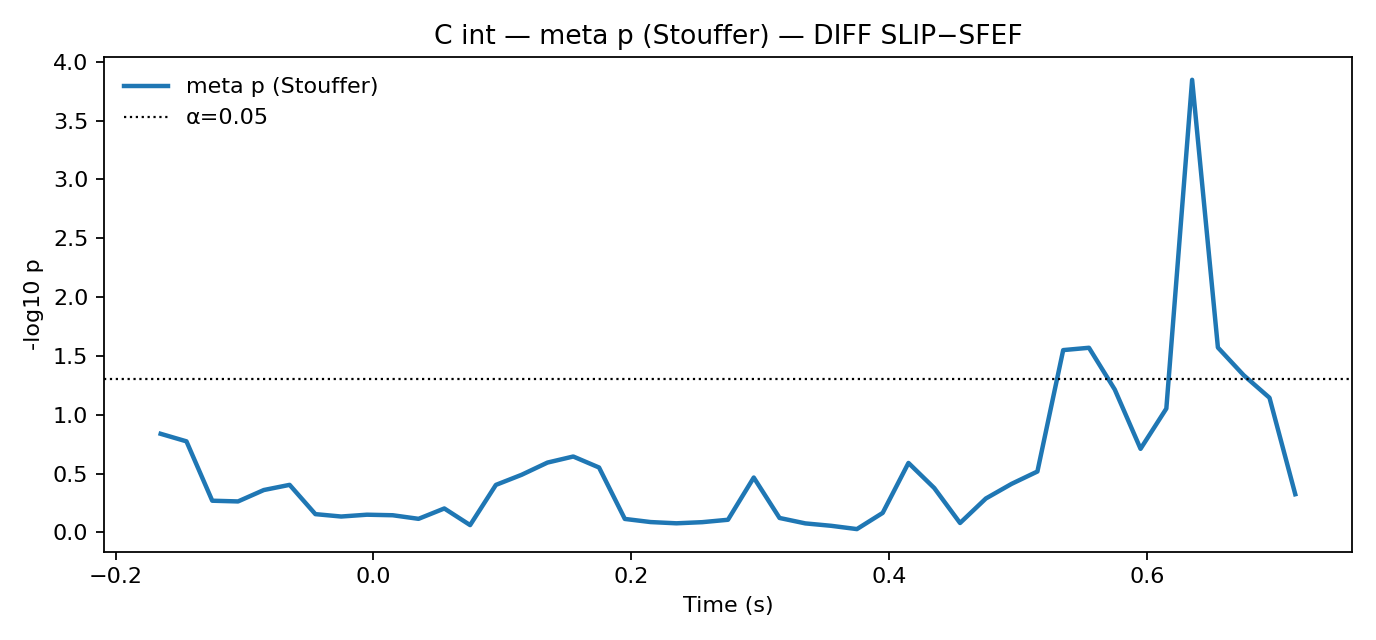 C int — meta p (Stouffer) — DIFF SLIP−SFEF
meta p (Stouffer)
α=0.05
4.0
3.5
3.0
2.5
2.0
1.5
1.0
0.5
0.0
-log10 p
−0.2
0.0
0.2
0.4
0.6
Time (s)